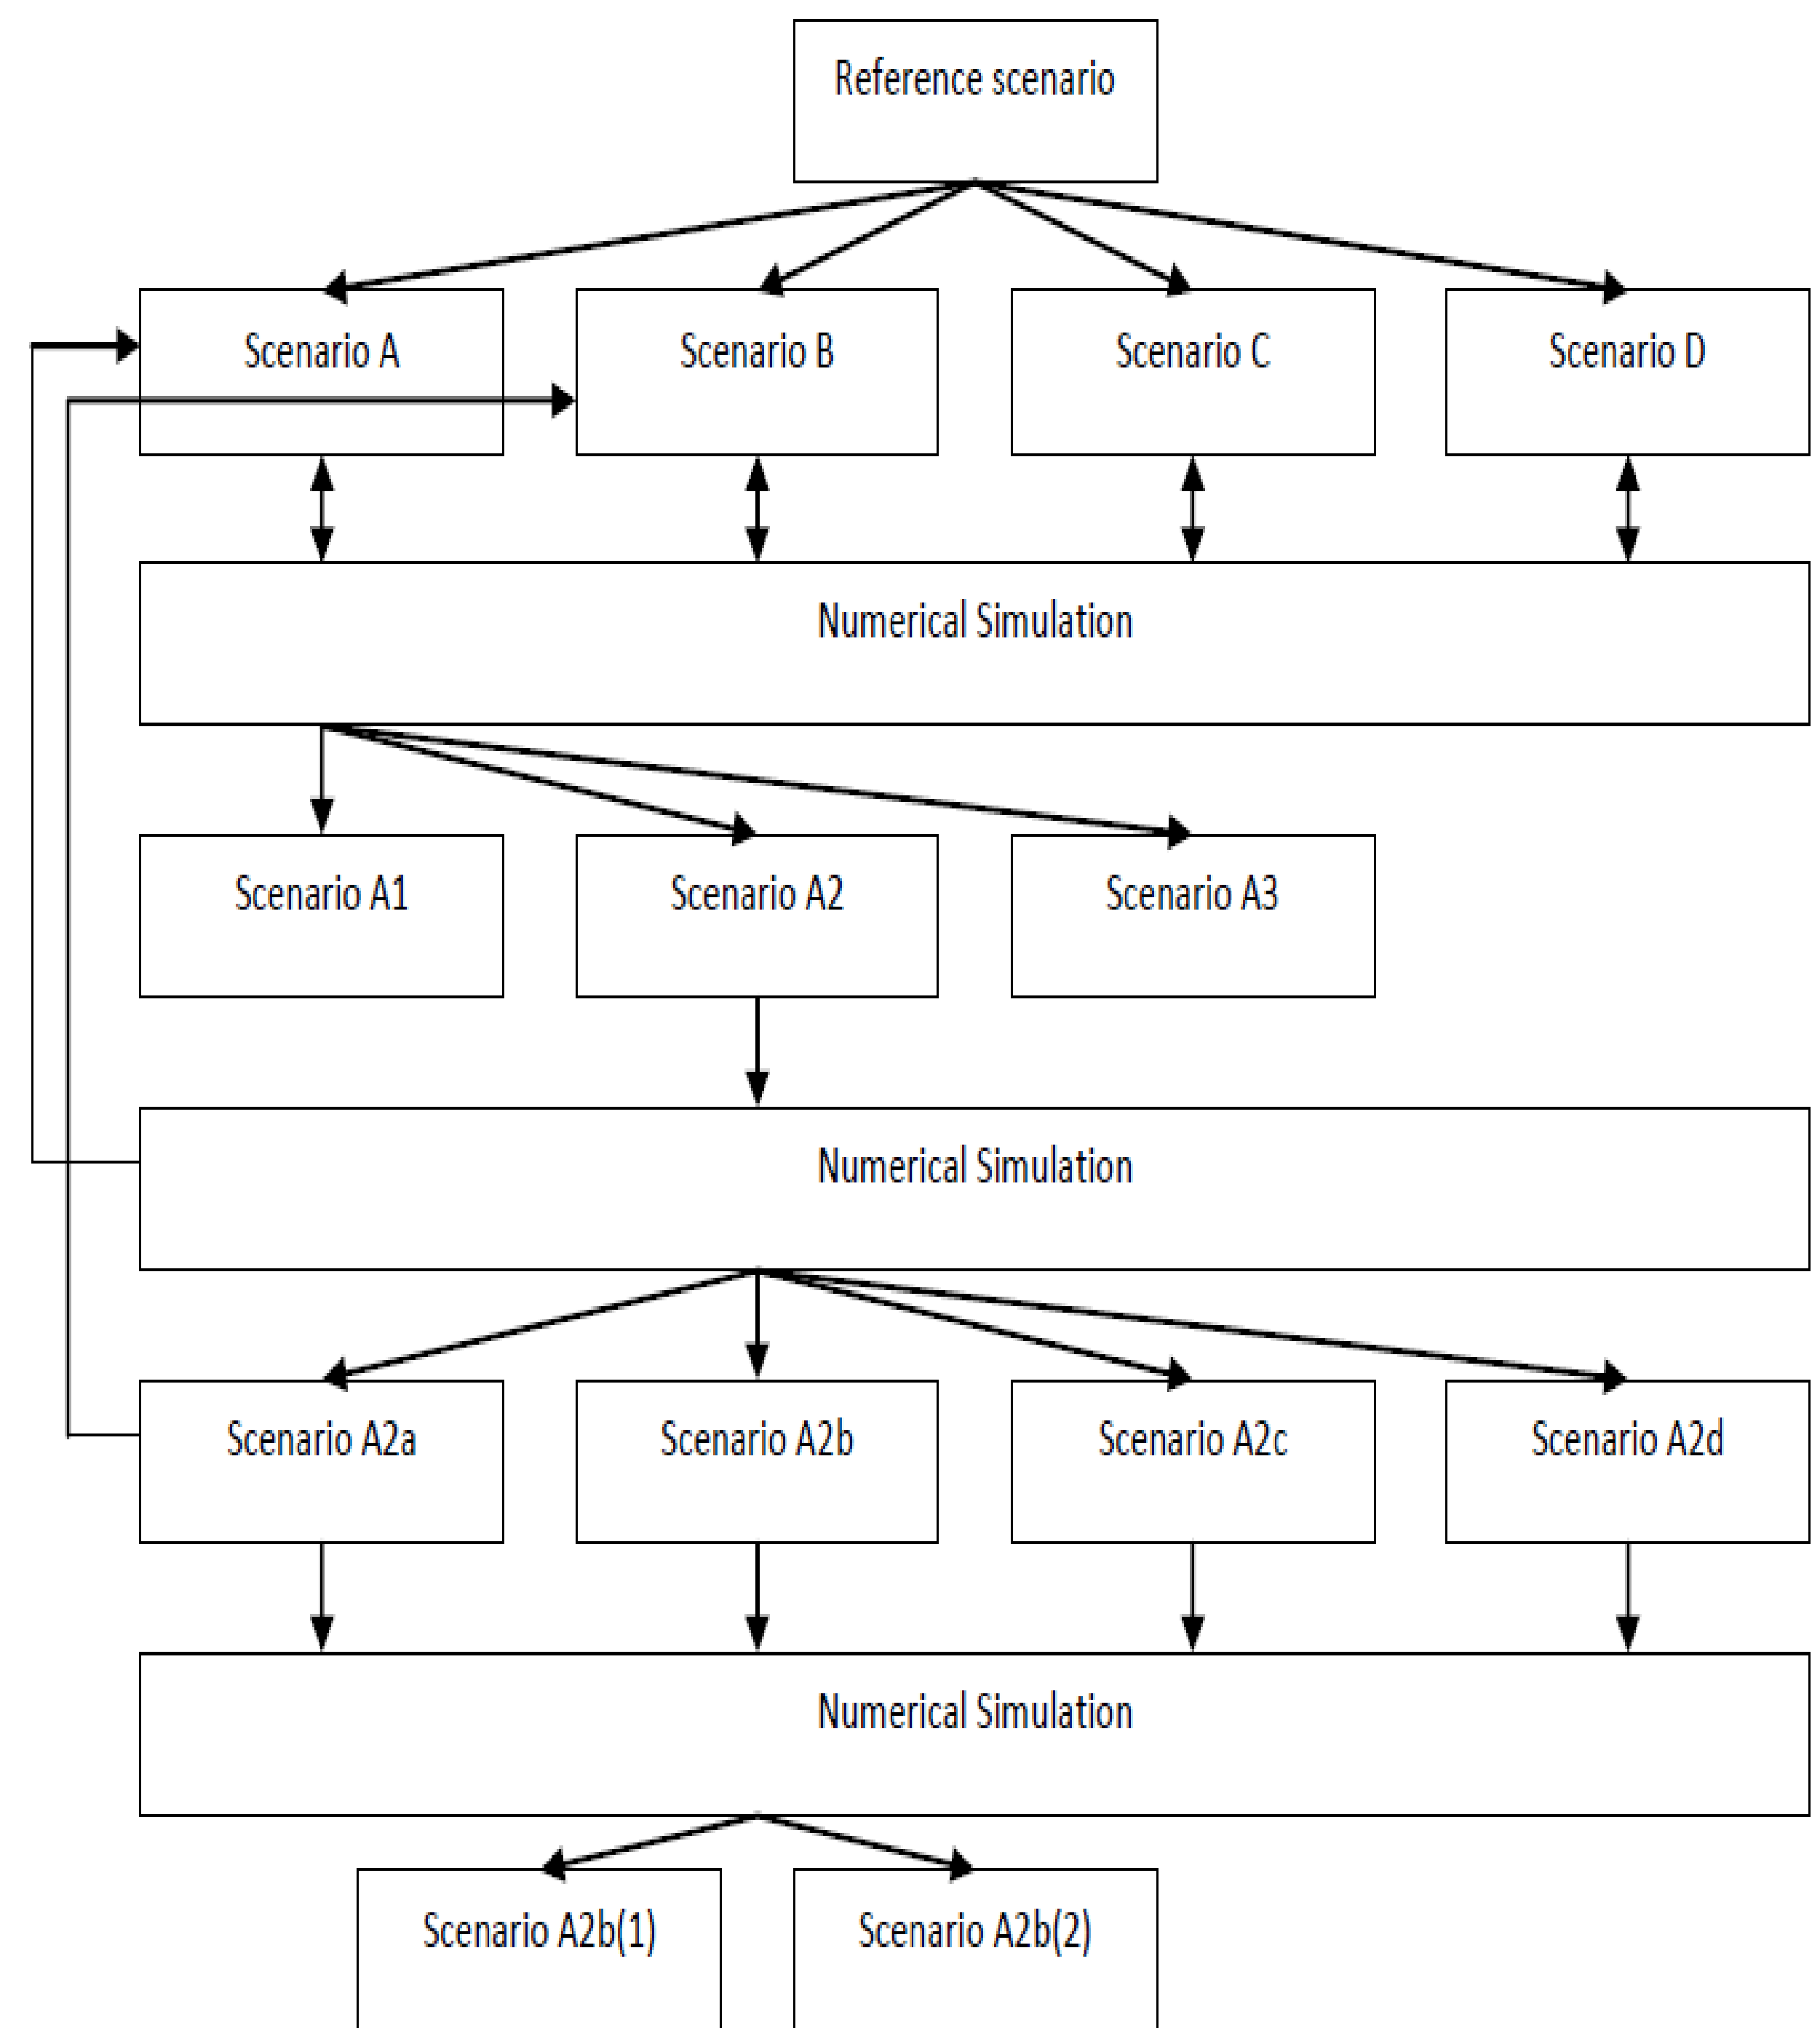 Reference scenario
Scenario A
Scenario B
Scenario C
Scenario D
Numerical Simulation
Scenario A1
Scenario A2
Scenario A3
Numerical Simulation
Scenario A2a
Scenario A2b
Scenario A2c
Scenario A2d
Numerical Simulation
Scenario A2b(1)
Scenario A2b(2)